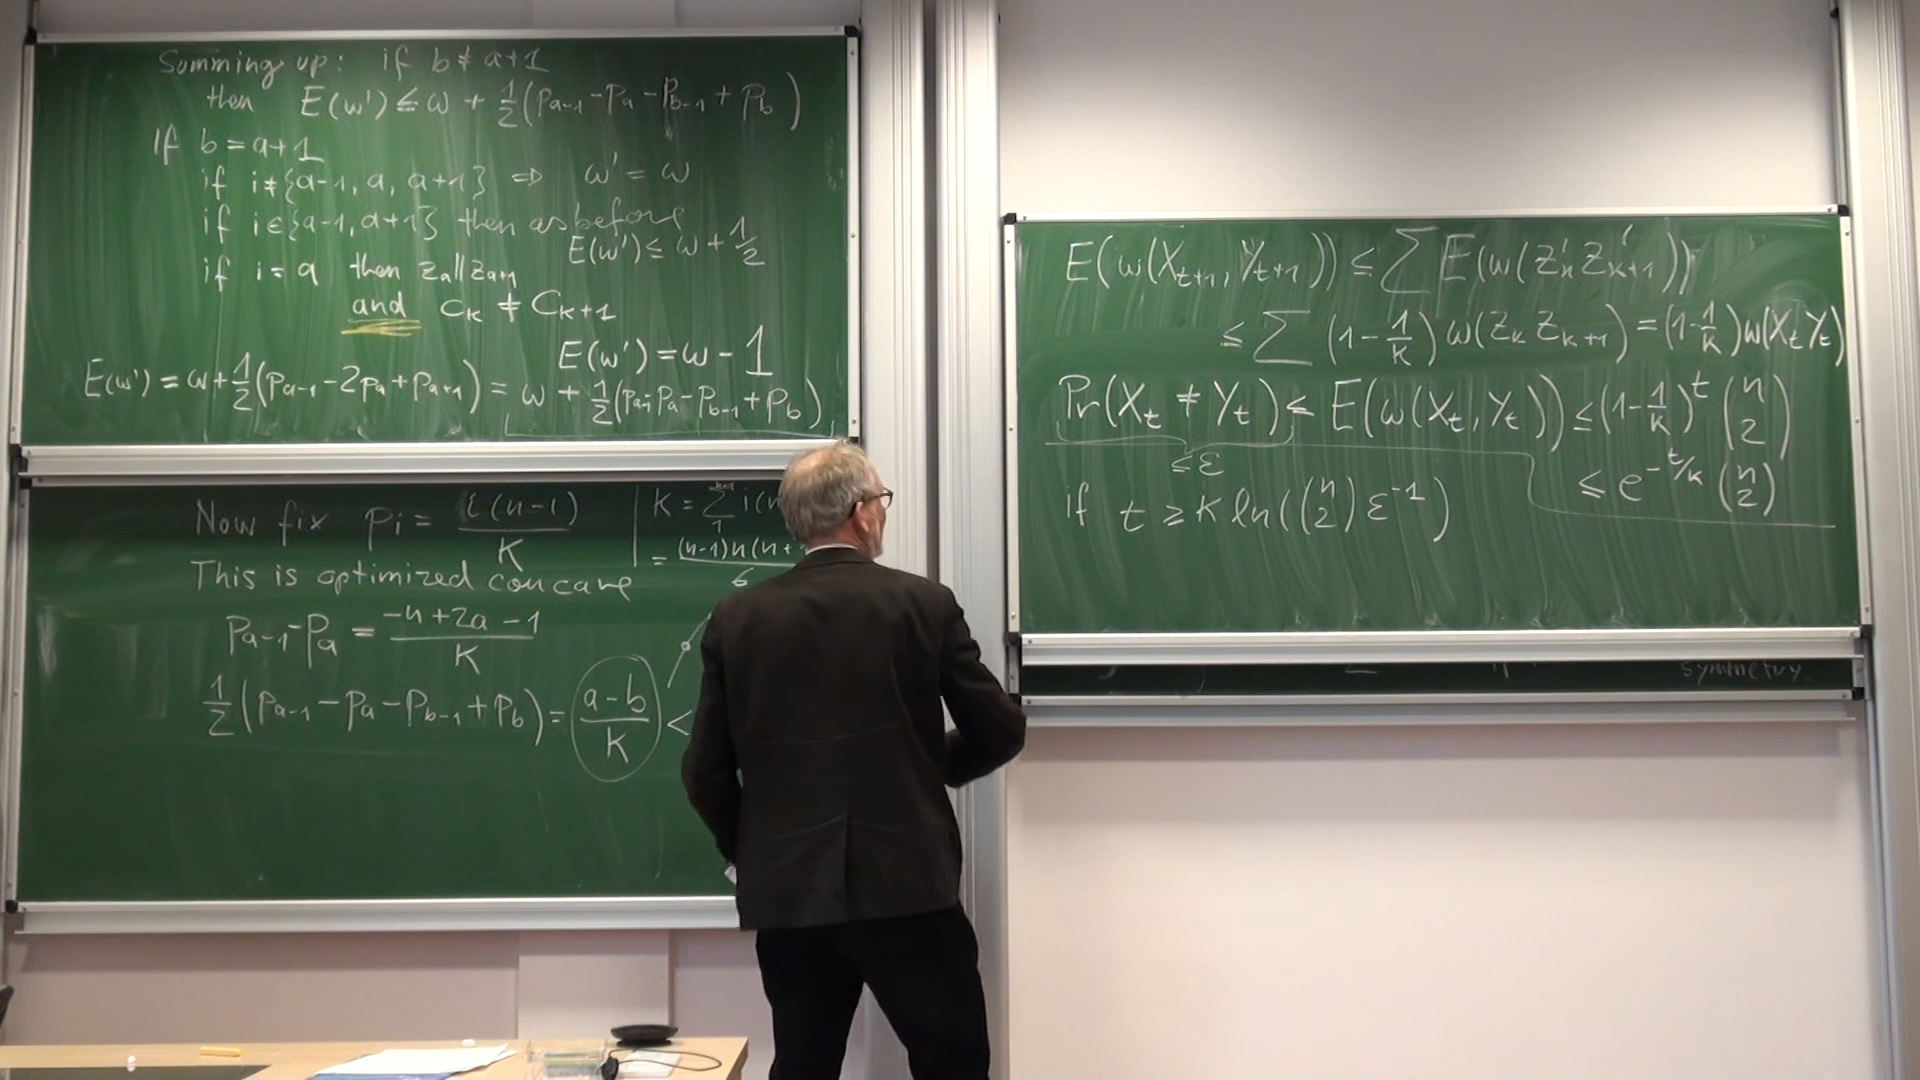 Summing up: if b ≠ a+1
then E(w') ≤ w + 1/2 (p_{a-1} - p_a - p_{b-1} + p_b)
If b = a+1
if i ∉ {a-1, a, a+1} ⇒ w' = w
if i ∈ {a-1, a+1} then as before
E(w') ≤ w + 1/2
if i = a then z_a || z_{a+1}
and C_k ≠ C_{k+1}
E(w') = w - 1
E(w') = w + 1/2 (p_{a-1} - 2p_a + p_{a+1}) = w + 1/2 (p_{a-1} - p_a - p_{b-1} + p_b)
Now fix p_i = i(n-1)/K
This is optimized concave
p_{a-1} - p_a = (-n+2a-1)/K
1/2 (p_{a-1} - p_a - p_{b-1} + p_b) = (a-b)/K <
K = Σ i(n
= (n-1)n(n+ / 6
E(w(X_{t+1}, Y_{t+1})) ≤ Σ E(w(Z'_k Z'_{k+1}))
≤ Σ (1 - 1/K) w(Z_k Z_{k+1}) = (1 - 1/K) w(X_t Y_t)
Pr(X_t ≠ Y_t) ≤ E(w(X_t, Y_t)) ≤ (1 - 1/K)^t (n 2)
≤ ε
≤ e^{-t/K} (n 2)
if t ≥ K ln((n 2) ε^{-1})
symmetry.